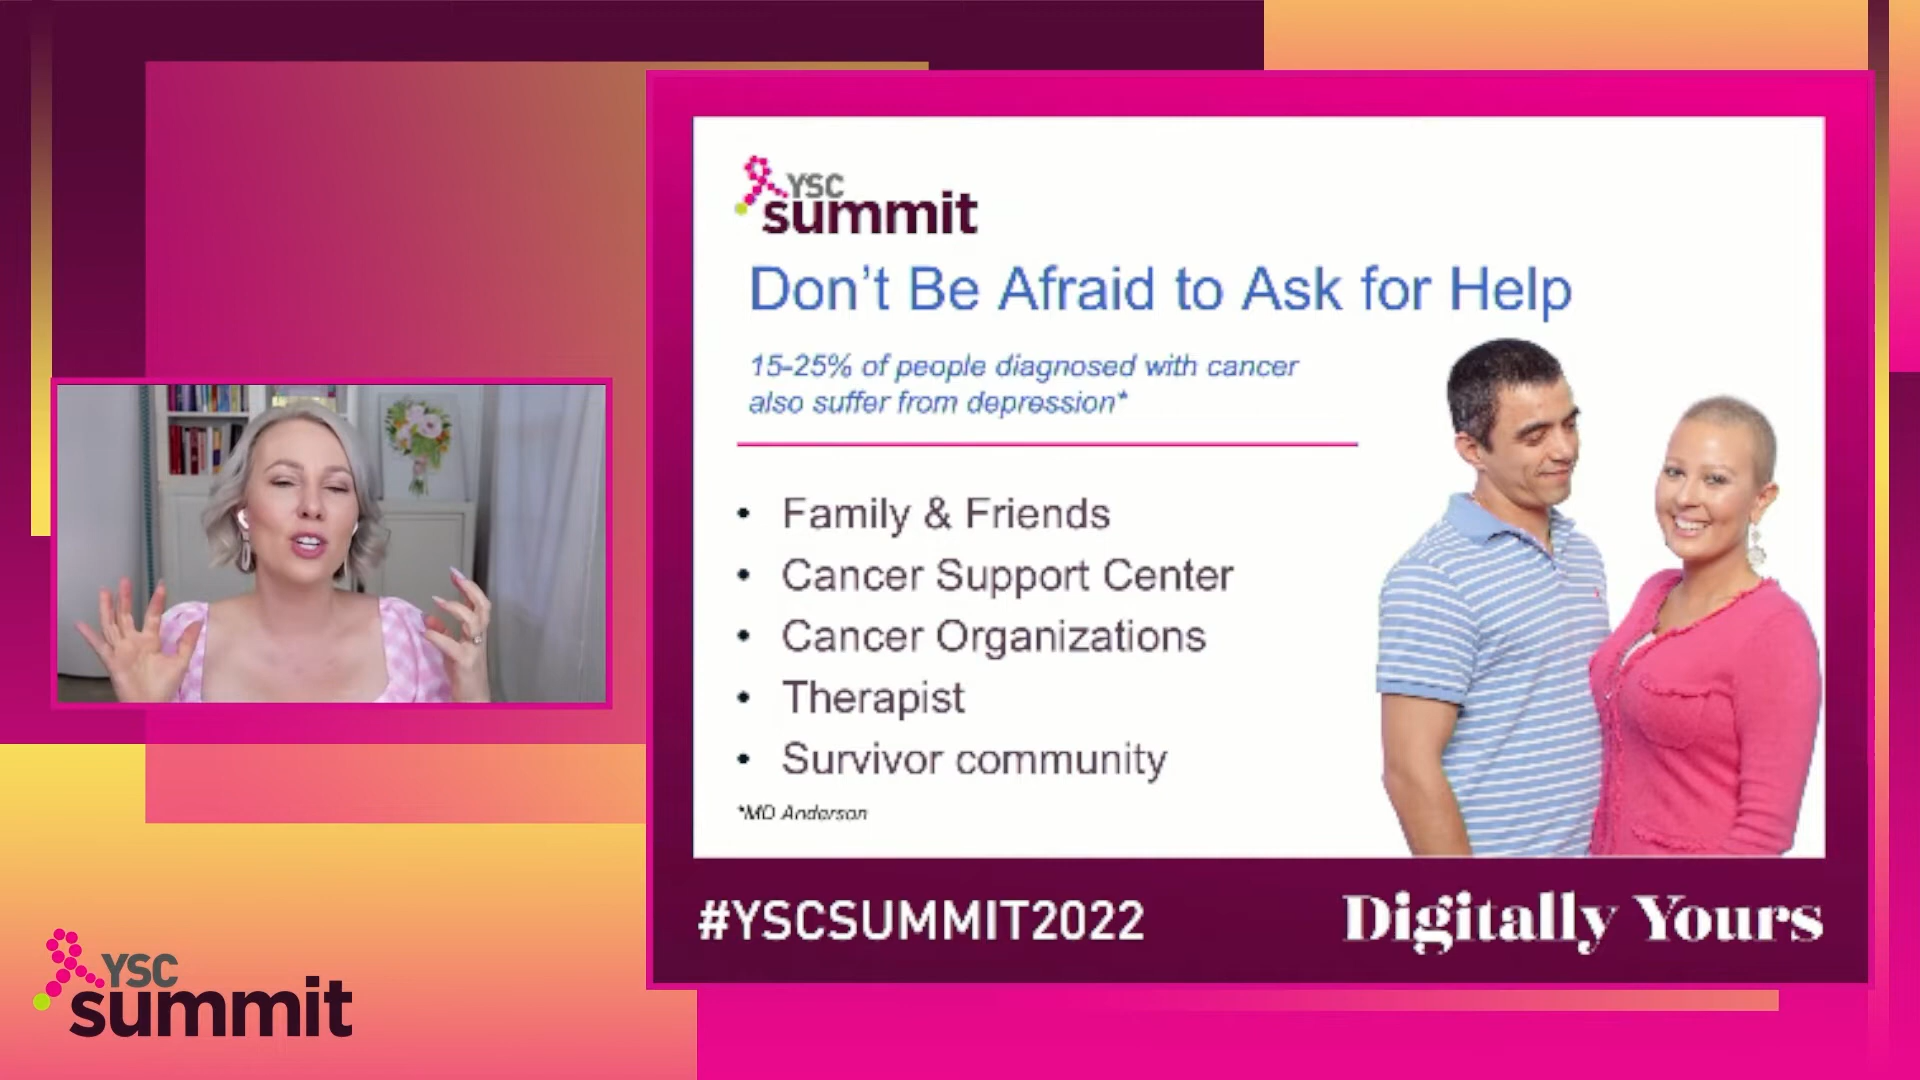 YSC
summit
Don't Be Afraid to Ask for Help
15-25% of people diagnosed with cancer
also suffer from depression*
• Family & Friends
• Cancer Support Center
• Cancer Organizations
• Therapist
• Survivor community
*MD Anderson
#YSCSUMMIT2022
Digitally Yours
YSC
summit